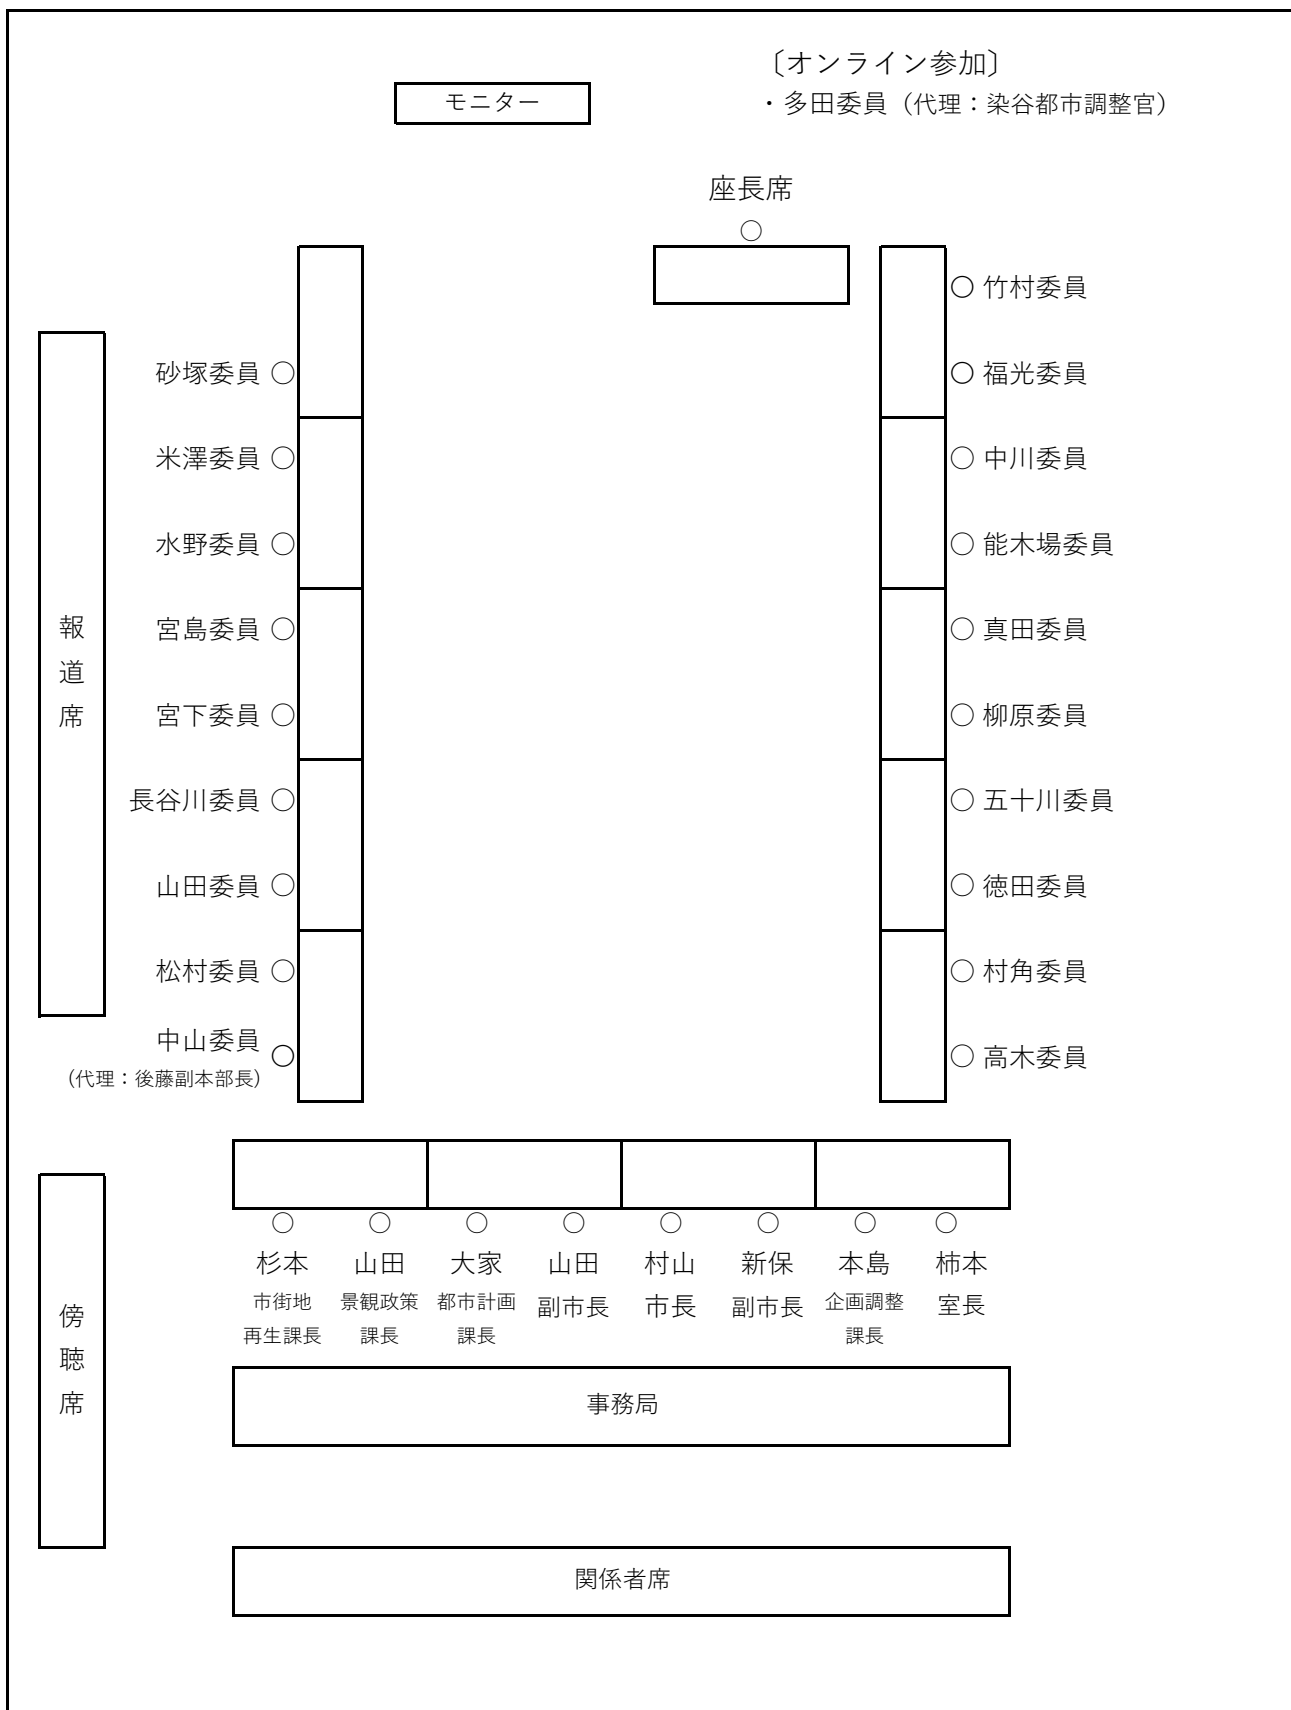 〔オンライン参加〕
・多田委員（代理：染谷都市調整官）
モニター
座長席
○
○ 竹村委員
砂塚委員 ○
○ 福光委員
米澤委員 ○
○ 中川委員
水野委員 ○
○ 能木場委員
宮島委員 ○
○ 真田委員
宮下委員 ○
○ 柳原委員
長谷川委員 ○
○ 五十川委員
山田委員 ○
○ 徳田委員
松村委員 ○
○ 村角委員
中山委員 ○
（代理：後藤副本部長）
○ 高木委員
報道席
○ ○ ○ ○ ○ ○ ○ ○
杉本 山田 大家 山田 村山 新保 本島 柿本
市街地 景観政策 都市計画 副市長 市長 副市長 企画調整 室長
再生課長 課長 課長 課長
傍聴席
事務局
関係者席